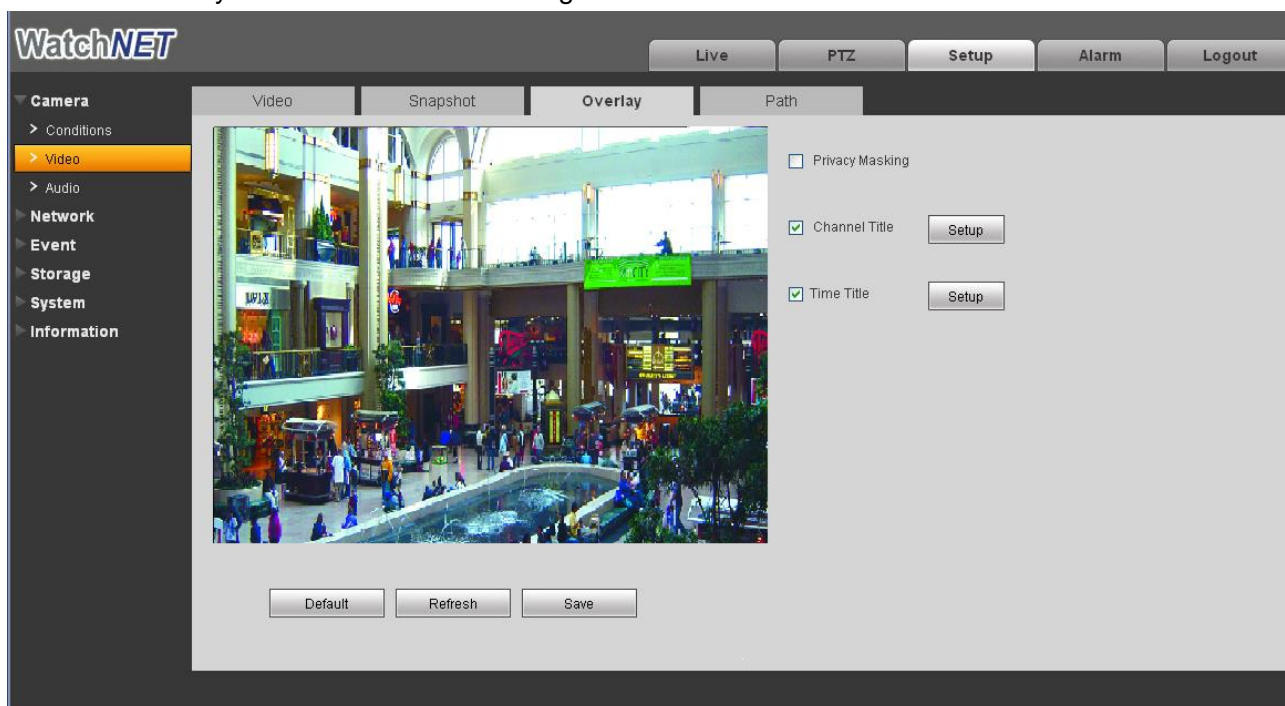 WatchNET
Live PTZ Setup Alarm Logout
Camera
Conditions
Video
Audio
Network
Event
Storage
System
Information
Video Snapshot Overlay Path
Privacy Masking
Channel Title Setup
Time Title Setup
Default Refresh Save